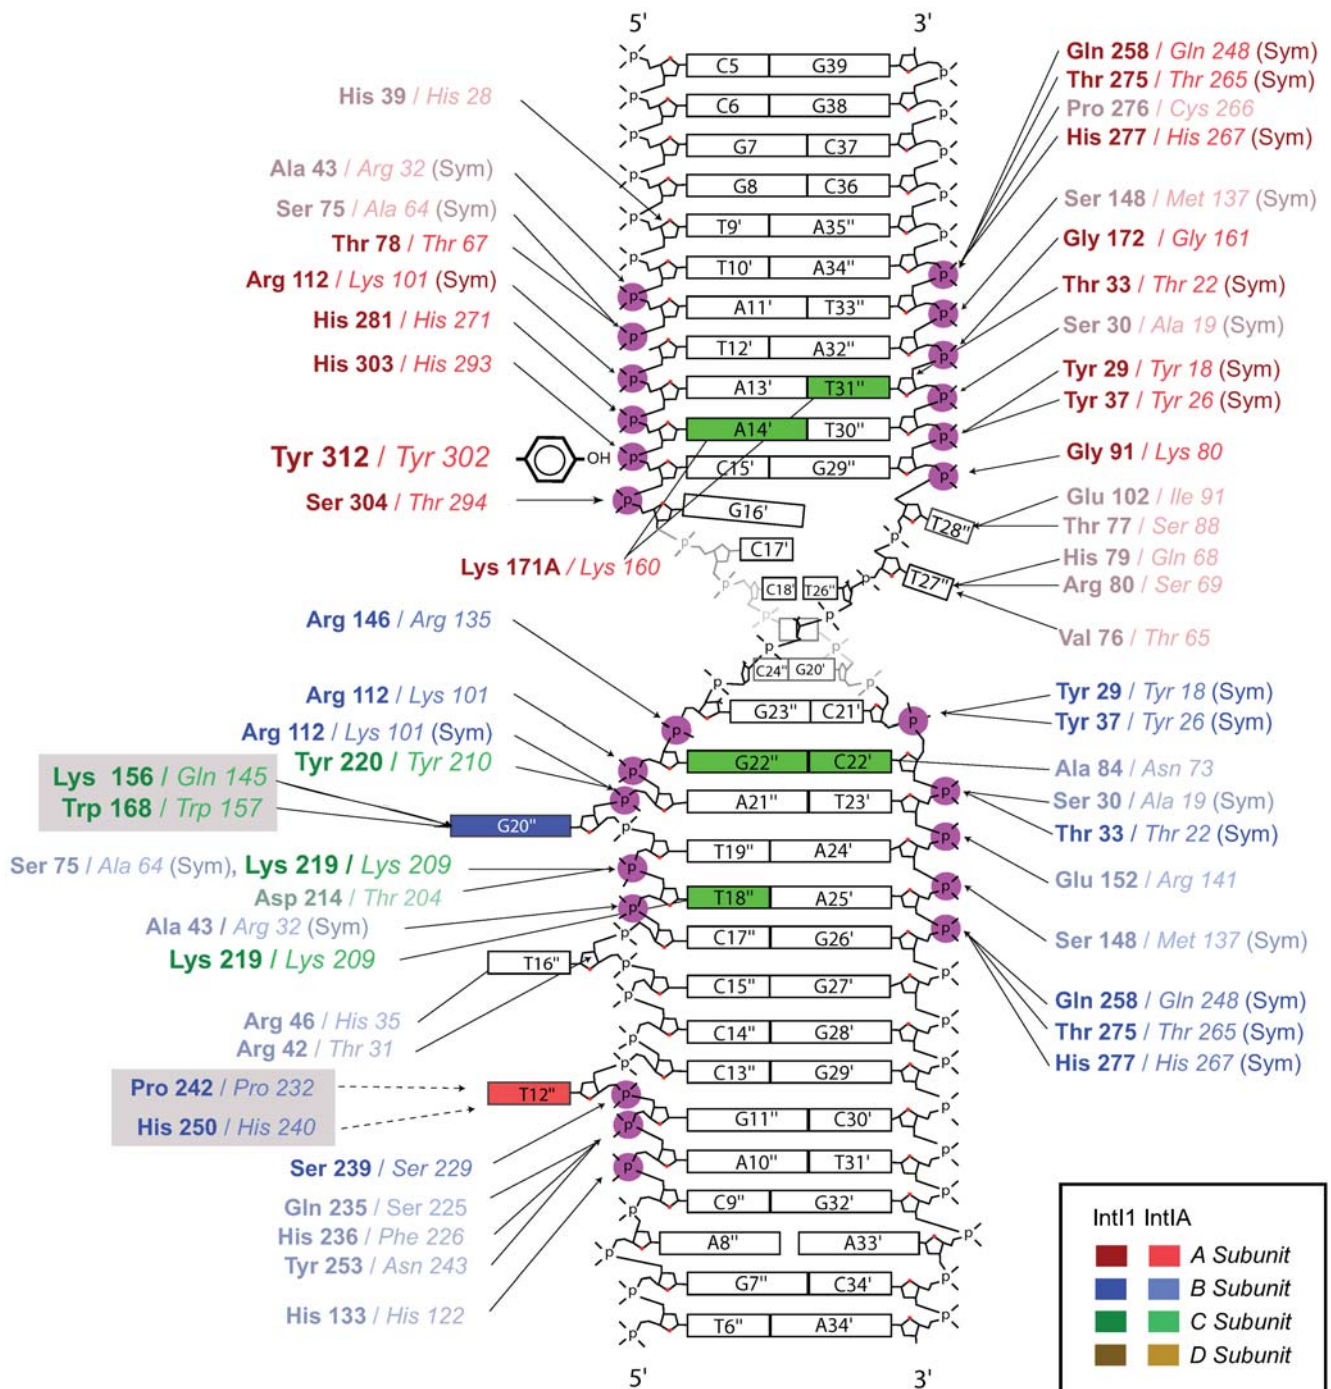 5' 3'
C5 G39
C6 G38
G7 C37
G8 C36
T9' A35''
T10' A34''
A11' T33''
T12' A32''
A13' T31''
A14' T30''
C15' G29''
G16'
T28''
C17'
C18' T26'' T27''
C24'' G20'
G23'' C21'
G22'' C22'
A21'' T23'
G20''
T19'' A24'
T18'' A25'
C17'' G26'
T16''
C15'' G27'
C14'' G28'
C13'' G29'
T12''
G11'' C30'
A10'' T31'
C9'' G32'
A8'' A33'
G7'' C34'
T6'' A34'
5' 3'
His 39 / His 28
Ala 43 / Arg 32 (Sym)
Ser 75 / Ala 64 (Sym)
Thr 78 / Thr 67
Arg 112 / Lys 101 (Sym)
His 281 / His 271
His 303 / His 293
Tyr 312 / Tyr 302
OH
Ser 304 / Thr 294
Lys 171A / Lys 160
Arg 146 / Arg 135
Arg 112 / Lys 101
Arg 112 / Lys 101 (Sym)
Tyr 220 / Tyr 210
Lys 156 / Gln 145
Trp 168 / Trp 157
Ser 75 / Ala 64 (Sym), Lys 219 / Lys 209
Asp 214 / Thr 204
Ala 43 / Arg 32 (Sym)
Lys 219 / Lys 209
Arg 46 / His 35
Arg 42 / Thr 31
Pro 242 / Pro 232
His 250 / His 240
Ser 239 / Ser 229
Gln 235 / Ser 225
His 236 / Phe 226
Tyr 253 / Asn 243
His 133 / His 122
Gln 258 / Gln 248 (Sym)
Thr 275 / Thr 265 (Sym)
Pro 276 / Cys 266
His 277 / His 267 (Sym)
Ser 148 / Met 137 (Sym)
Gly 172 / Gly 161
Thr 33 / Thr 22 (Sym)
Ser 30 / Ala 19 (Sym)
Tyr 29 / Tyr 18 (Sym)
Tyr 37 / Tyr 26 (Sym)
Gly 91 / Lys 80
Glu 102 / Ile 91
Thr 77 / Ser 88
His 79 / Gln 68
Arg 80 / Ser 69
Val 76 / Thr 65
Tyr 29 / Tyr 18 (Sym)
Tyr 37 / Tyr 26 (Sym)
Ala 84 / Asn 73
Ser 30 / Ala 19 (Sym)
Thr 33 / Thr 22 (Sym)
Glu 152 / Arg 141
Ser 148 / Met 137 (Sym)
Gln 258 / Gln 248 (Sym)
Thr 275 / Thr 265 (Sym)
His 277 / His 267 (Sym)
IntI1 IntIA
A Subunit
B Subunit
C Subunit
D Subunit